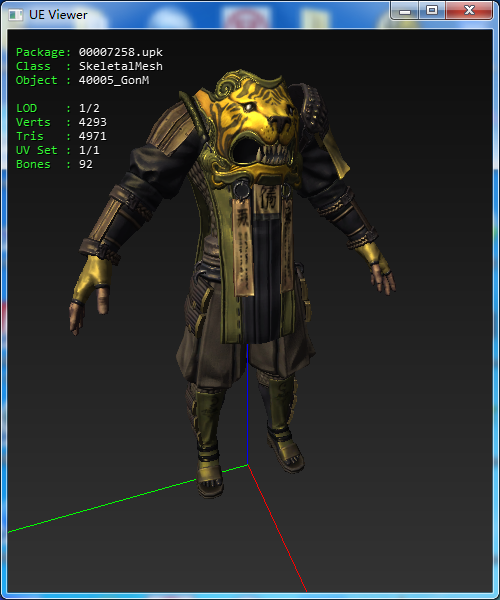 UE Viewer
Package: 00007258.upk
Class : SkeletalMesh
Object : 40005_GonM
LOD : 1/2
Verts : 4293
Tris : 4971
UV Set : 1/1
Bones : 92